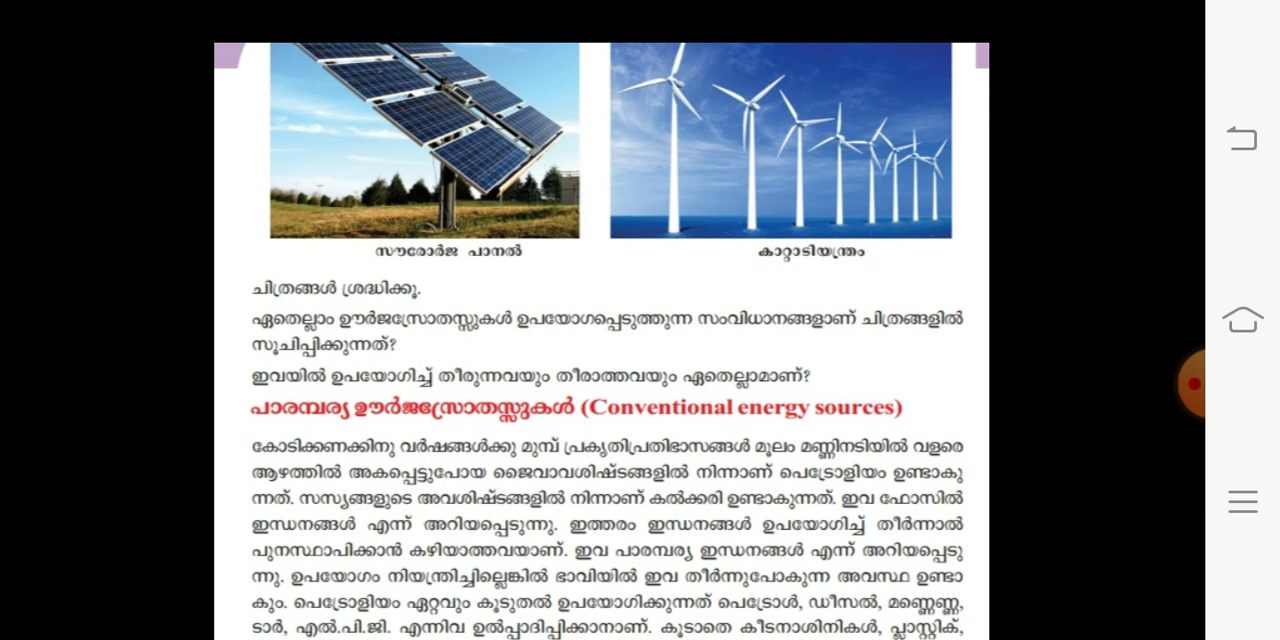 സൗരോർജ പാനൽ
കാറ്റാടിയന്ത്രം
ചിത്രങ്ങൾ ശ്രദ്ധിക്കൂ.
ഏതെല്ലാം ഊർജസ്രോതസ്സുകൾ ഉപയോഗപ്പെടുത്തുന്ന സംവിധാനങ്ങളാണ് ചിത്രങ്ങളിൽ
സൂചിപ്പിക്കുന്നത്?
ഇവയിൽ ഉപയോഗിച്ച് തീരുന്നവയും തീരാത്തവയും ഏതെല്ലാമാണ്?
പാരമ്പര്യ ഊർജസ്രോതസ്സുകൾ (Conventional energy sources)
കോടിക്കണക്കിനു വർഷങ്ങൾക്കു മുമ്പ് പ്രകൃതിപ്രതിഭാസങ്ങൾ മൂലം മണ്ണിനടിയിൽ വളരെ
ആഴത്തിൽ അകപ്പെട്ടുപോയ ജൈവാവശിഷ്ടങ്ങളിൽ നിന്നാണ് പെട്രോളിയം ഉണ്ടാകു
ന്നത്. സസ്യങ്ങളുടെ അവശിഷ്ടങ്ങളിൽ നിന്നാണ് കൽക്കരി ഉണ്ടാകുന്നത്. ഇവ ഫോസിൽ
ഇന്ധനങ്ങൾ എന്ന് അറിയപ്പെടുന്നു. ഇത്തരം ഇന്ധനങ്ങൾ ഉപയോഗിച്ച് തീർന്നാൽ
പുനസ്ഥാപിക്കാൻ കഴിയാത്തവയാണ്. ഇവ പാരമ്പര്യ ഇന്ധനങ്ങൾ എന്ന് അറിയപ്പെടു
ന്നു. ഉപയോഗം നിയന്ത്രിച്ചില്ലെങ്കിൽ ഭാവിയിൽ ഇവ തീർന്നുപോകുന്ന അവസ്ഥ ഉണ്ടാ
കും. പെട്രോളിയം ഏറ്റവും കൂടുതൽ ഉപയോഗിക്കുന്നത് പെട്രോൾ, ഡീസൽ, മണ്ണെണ്ണ,
ടാർ, എൽ.പി.ജി. എന്നിവ ഉൽപ്പാദിപ്പിക്കാനാണ്. കൂടാതെ കീടനാശിനികൾ, പ്ലാസ്റ്റിക്,